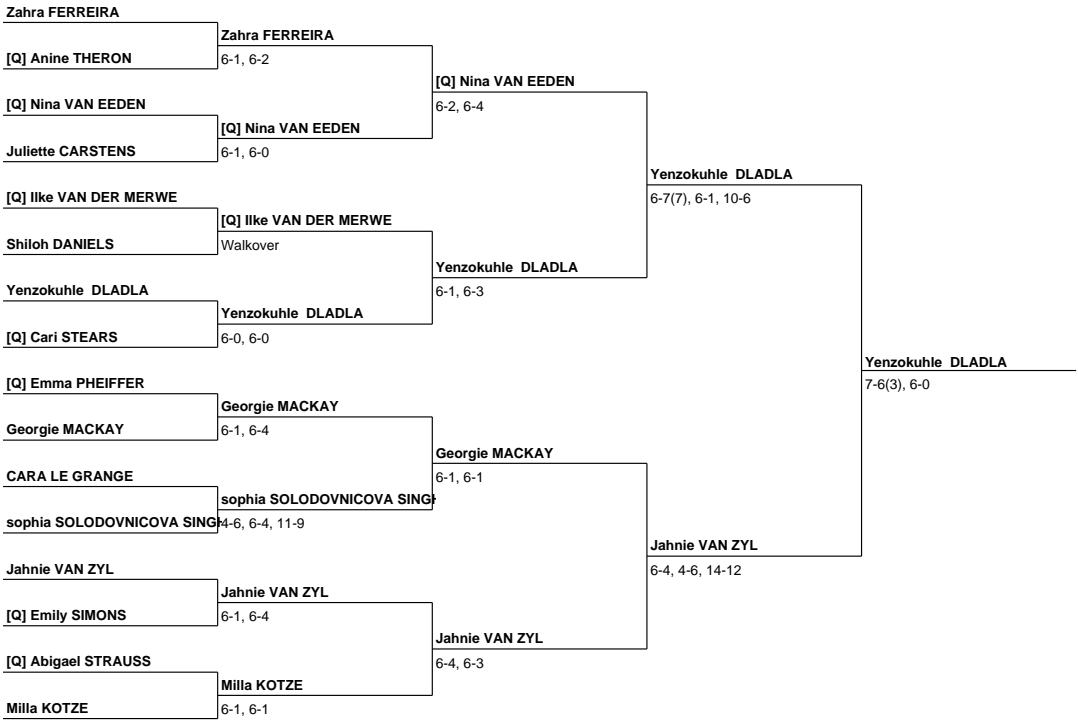 Zahra FERREIRA
[Q] Anine THERON
[Q] Nina VAN EEDEN
Juliette CARSTENS
[Q] Ilke VAN DER MERWE
Shiloh DANIELS
Yenzokuhle DLADLA
[Q] Cari STEARS
[Q] Emma PHEIFFER
Georgie MACKAY
CARA LE GRANGE
sophia SOLODOVNICOVA SINGH
Jahnie VAN ZYL
[Q] Emily SIMONS
[Q] Abigael STRAUSS
Milla KOTZE
Zahra FERREIRA
6-1, 6-2
[Q] Nina VAN EEDEN
6-1, 6-0
[Q] Ilke VAN DER MERWE
Walkover
Yenzokuhle DLADLA
6-0, 6-0
Georgie MACKAY
6-1, 6-4
sophia SOLODOVNICOVA SINGH
4-6, 6-4, 11-9
Jahnie VAN ZYL
6-1, 6-4
Milla KOTZE
6-1, 6-1
[Q] Nina VAN EEDEN
6-2, 6-4
Yenzokuhle DLADLA
6-1, 6-3
Georgie MACKAY
6-1, 6-1
Jahnie VAN ZYL
6-4, 6-3
Yenzokuhle DLADLA
6-7(7), 6-1, 10-6
Jahnie VAN ZYL
6-4, 4-6, 14-12
Yenzokuhle DLADLA
7-6(3), 6-0